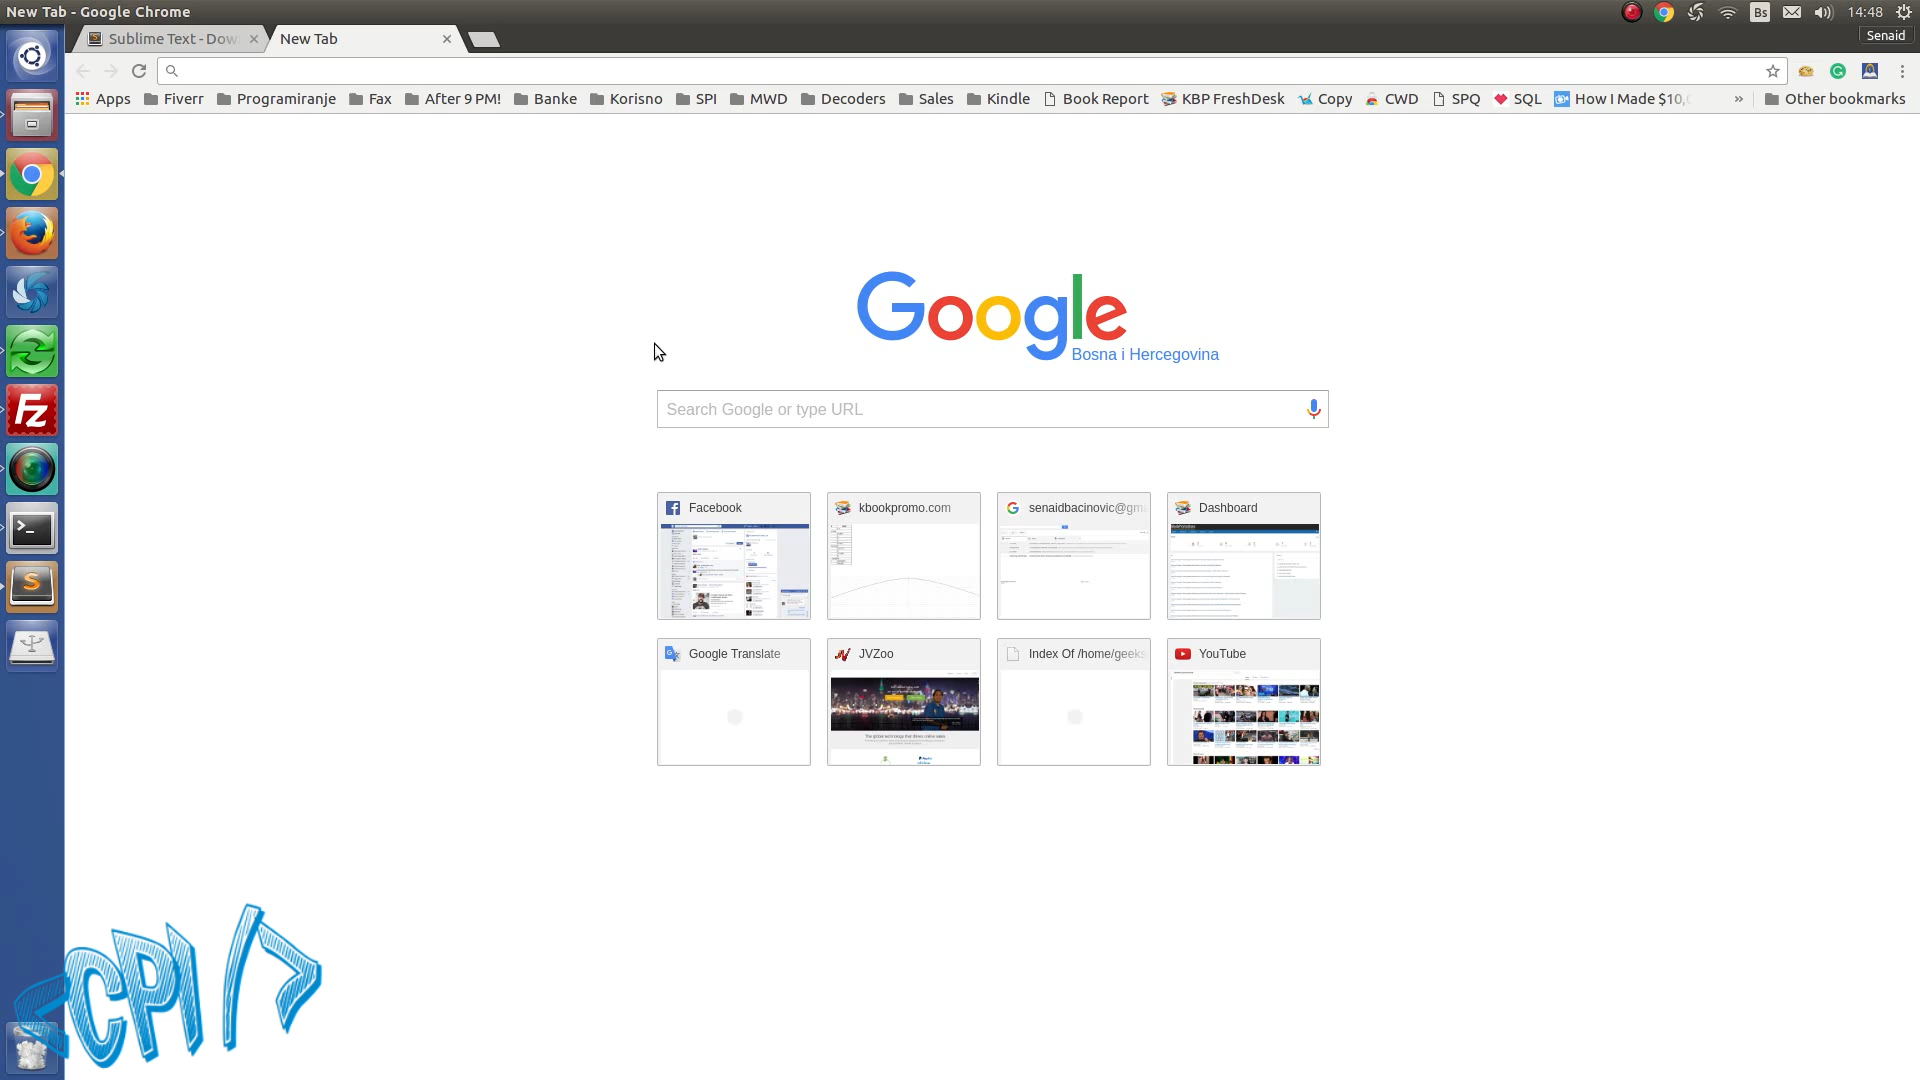 New Tab - Google Chrome
Bs
14:48
Sublime Text - Dow
New Tab
Senaid
Apps
Fiverr
Programiranje
Fax
After 9 PM!
Banke
Korisno
SPI
MWD
Decoders
Sales
Kindle
Book Report
KBP FreshDesk
Copy
CWD
SPQ
SQL
How I Made $10,
»
Other bookmarks
Google
Bosna i Hercegovina
Search Google or type URL
Facebook
kbookpromo.com
senaidbacinovic@gm
Dashboard
Google Translate
JVZoo
Index Of /home/geeks
YouTube
<CPI/>